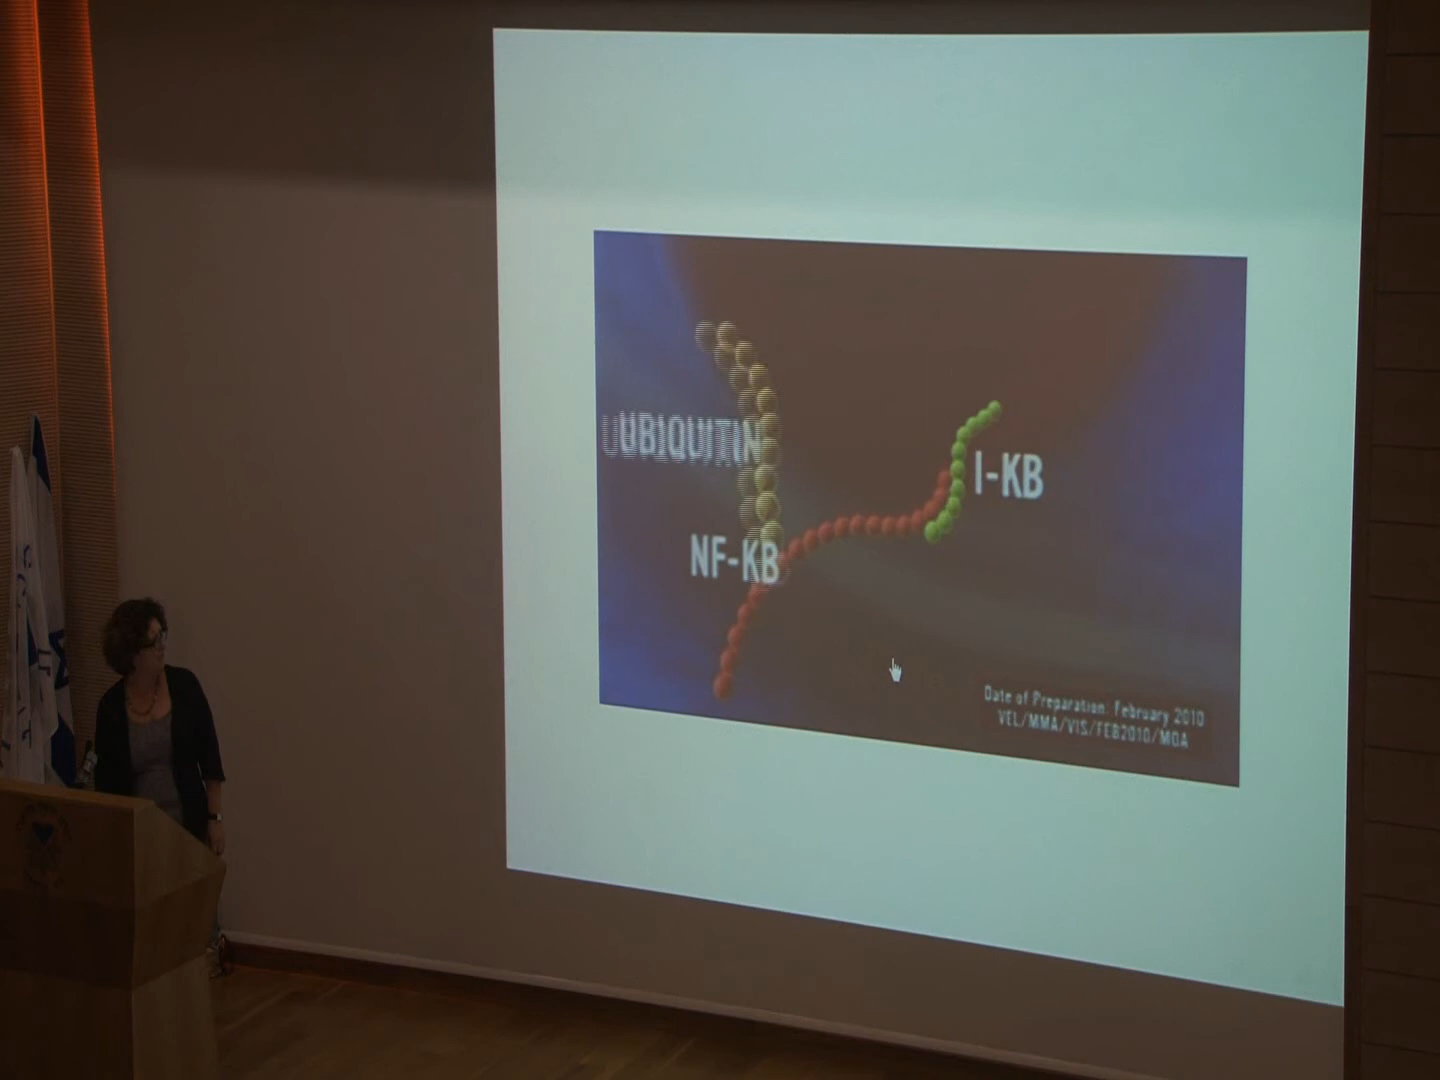 UBIQUITIN
I-KB
NF-KB
Date of Preparation: February 2010
VEL/MMA/VIS/FEB2010/MOA